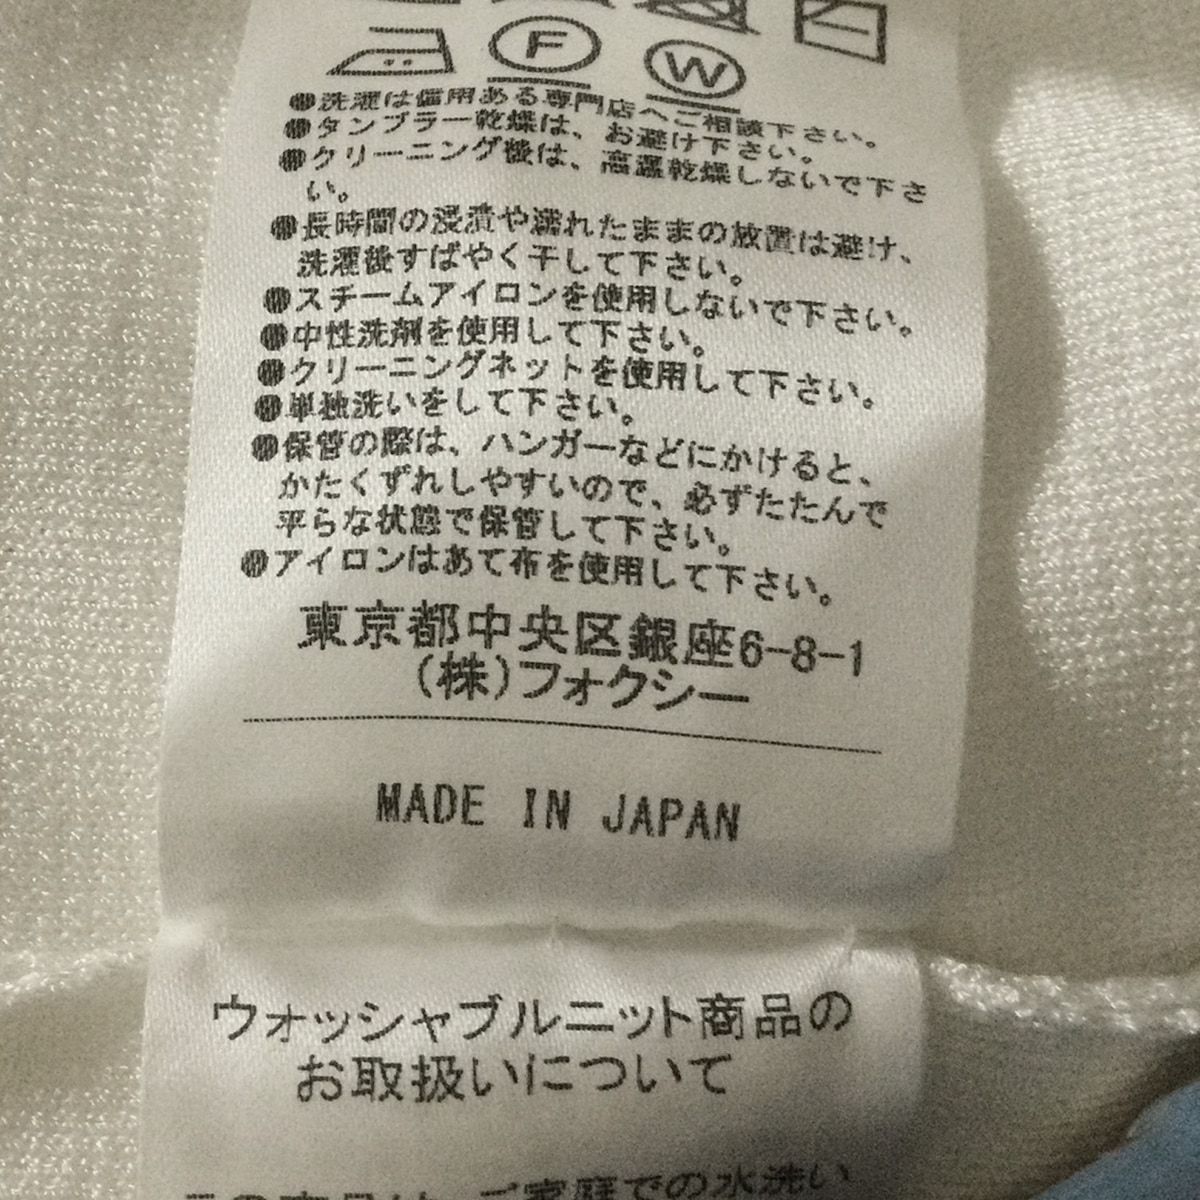 F
W
●洗濯は信用ある専門店へご相談下さい。
●タンブラー乾燥は、お避け下さい。
●クリーニング後は、高温乾燥しないで下さ
い。
●長時間の浸漬や濡れたままの放置は避け、
洗濯後すばやく干して下さい。
●スチームアイロンを使用しないで下さい。
●中性洗剤を使用して下さい。
●クリーニングネットを使用して下さい。
●単独洗いをして下さい。
●保管の際は、ハンガーなどにかけると、
かたくずれしやすいので、必ずたたんで
平らな状態で保管して下さい。
●アイロンはあて布を使用して下さい。
東京都中央区銀座6-8-1
(株)フォクシー
MADE IN JAPAN
ウォッシャブルニット商品の
お取扱いについて
ご家庭での水洗い